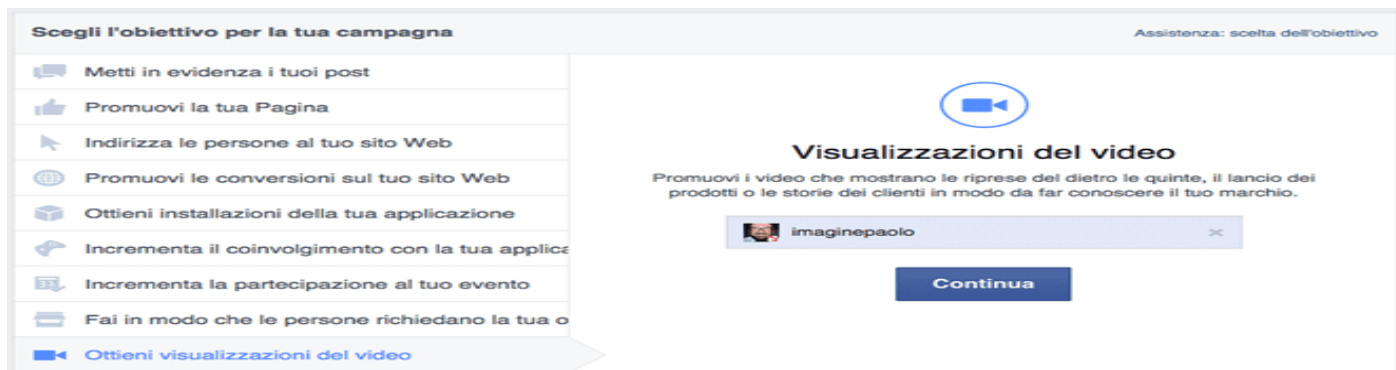 Scegli l'obiettivo per la tua campagna
Assistenza: scelta dell'obiettivo
Metti in evidenza i tuoi post
Promuovi la tua Pagina
Indirizza le persone al tuo sito Web
Promuovi le conversioni sul tuo sito Web
Ottieni installazioni della tua applicazione
Incrementa il coinvolgimento con la tua applica
Incrementa la partecipazione al tuo evento
Fai in modo che le persone richiedano la tua o
Ottieni visualizzazioni del video
Visualizzazioni del video
Promuovi i video che mostrano le riprese del dietro le quinte, il lancio dei
prodotti o le storie dei clienti in modo da far conoscere il tuo marchio.
imaginepaolo
Continua